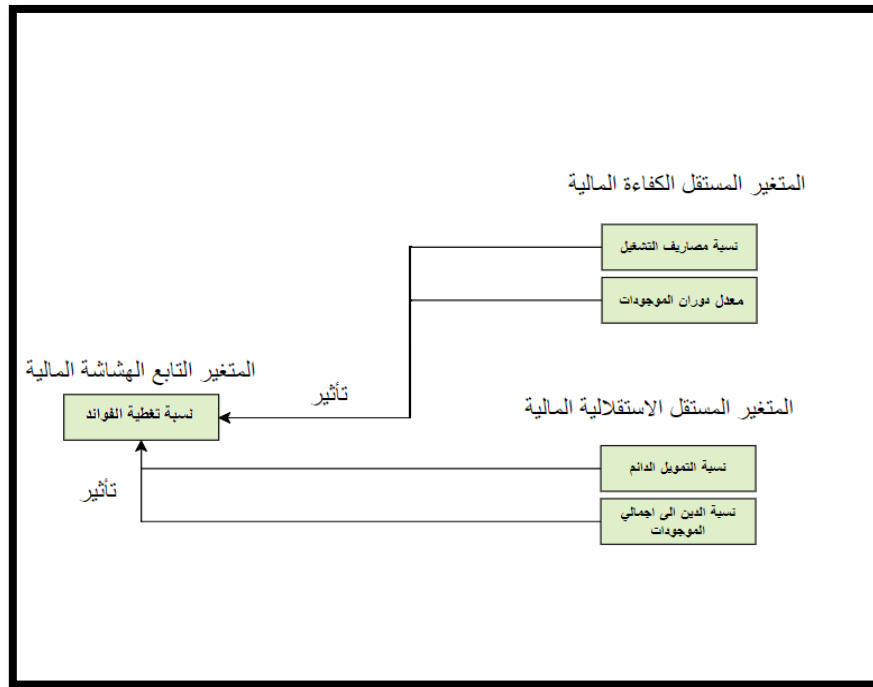 المتغير المستقل الكفاءة المالية
نسبة مصاريف التشغيل
معدل دوران الموجودات
المتغير التابع الهشاشة المالية
نسبة تغطية الفوائد
تأثير
المتغير المستقل الاستقلالية المالية
نسبة التمويل الدائم
تأثير
نسبة الدين الى اجمالي
الموجودات